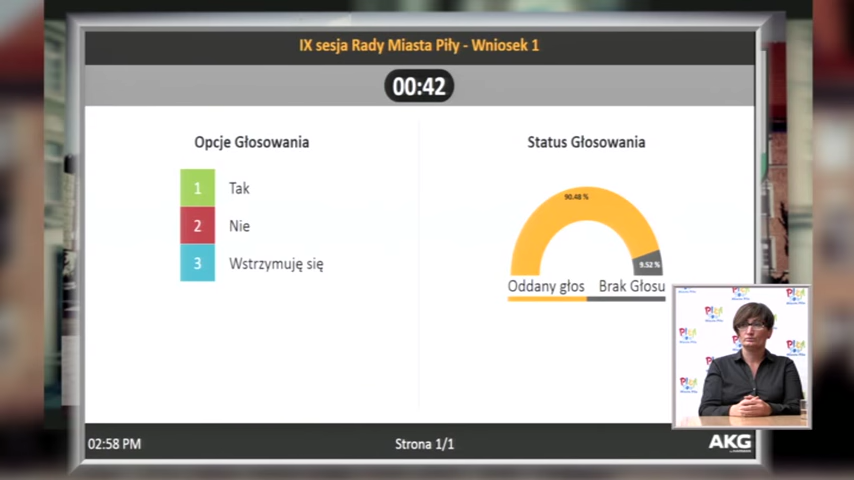 IX sesja Rady Miasta Piły - Wniosek 1
00:42
Opcje Głosowania
1 Tak
2 Nie
3 Wstrzymuję się
Status Głosowania
90.48 %
9.52 %
Oddany głos Brak Głosu
02:58 PM
Strona 1/1
AKG